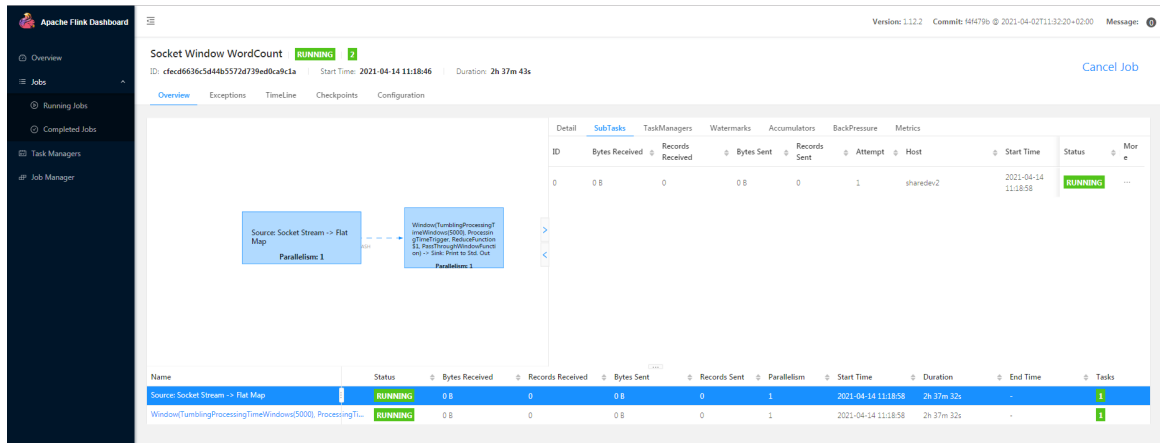 Apache Flink Dashboard
Version: 1.12.2 Commit: f4f479b @ 2021-04-02T11:32:20+02:00 Message: 0
Overview
Jobs
Running Jobs
Completed Jobs
Task Managers
Job Manager
Socket Window WordCount RUNNING 2
ID: cfecd6636c5d44b5572d739ed0ca9c1a Start Time: 2021-04-14 11:18:46 Duration: 2h 37m 43s
Cancel Job
Overview Exceptions TimeLine Checkpoints Configuration
Source: Socket Stream -> Flat
Map
Parallelism: 1
Window(TumblingProcessingT
imeWindows(5000), Processin
gTimeTrigger, ReduceFunction
$1, PassThroughWindowFuncti
on) -> Sink: Print to Std. Out
Parallelism: 1
Detail SubTasks TaskManagers Watermarks Accumulators BackPressure Metrics
ID Bytes Received Records Received Bytes Sent Records Sent Attempt Host Start Time Status More
0 0 B 0 0 B 0 1 sharedev2 2021-04-14 11:18:58 RUNNING ...
Name Status Bytes Received Records Received Bytes Sent Records Sent Parallelism Start Time Duration End Time Tasks
Source: Socket Stream -> Flat Map RUNNING 0 B 0 0 B 0 1 2021-04-14 11:18:58 2h 37m 32s - 1
Window(TumblingProcessingTimeWindows(5000), ProcessingTi... RUNNING 0 B 0 0 B 0 1 2021-04-14 11:18:58 2h 37m 32s - 1